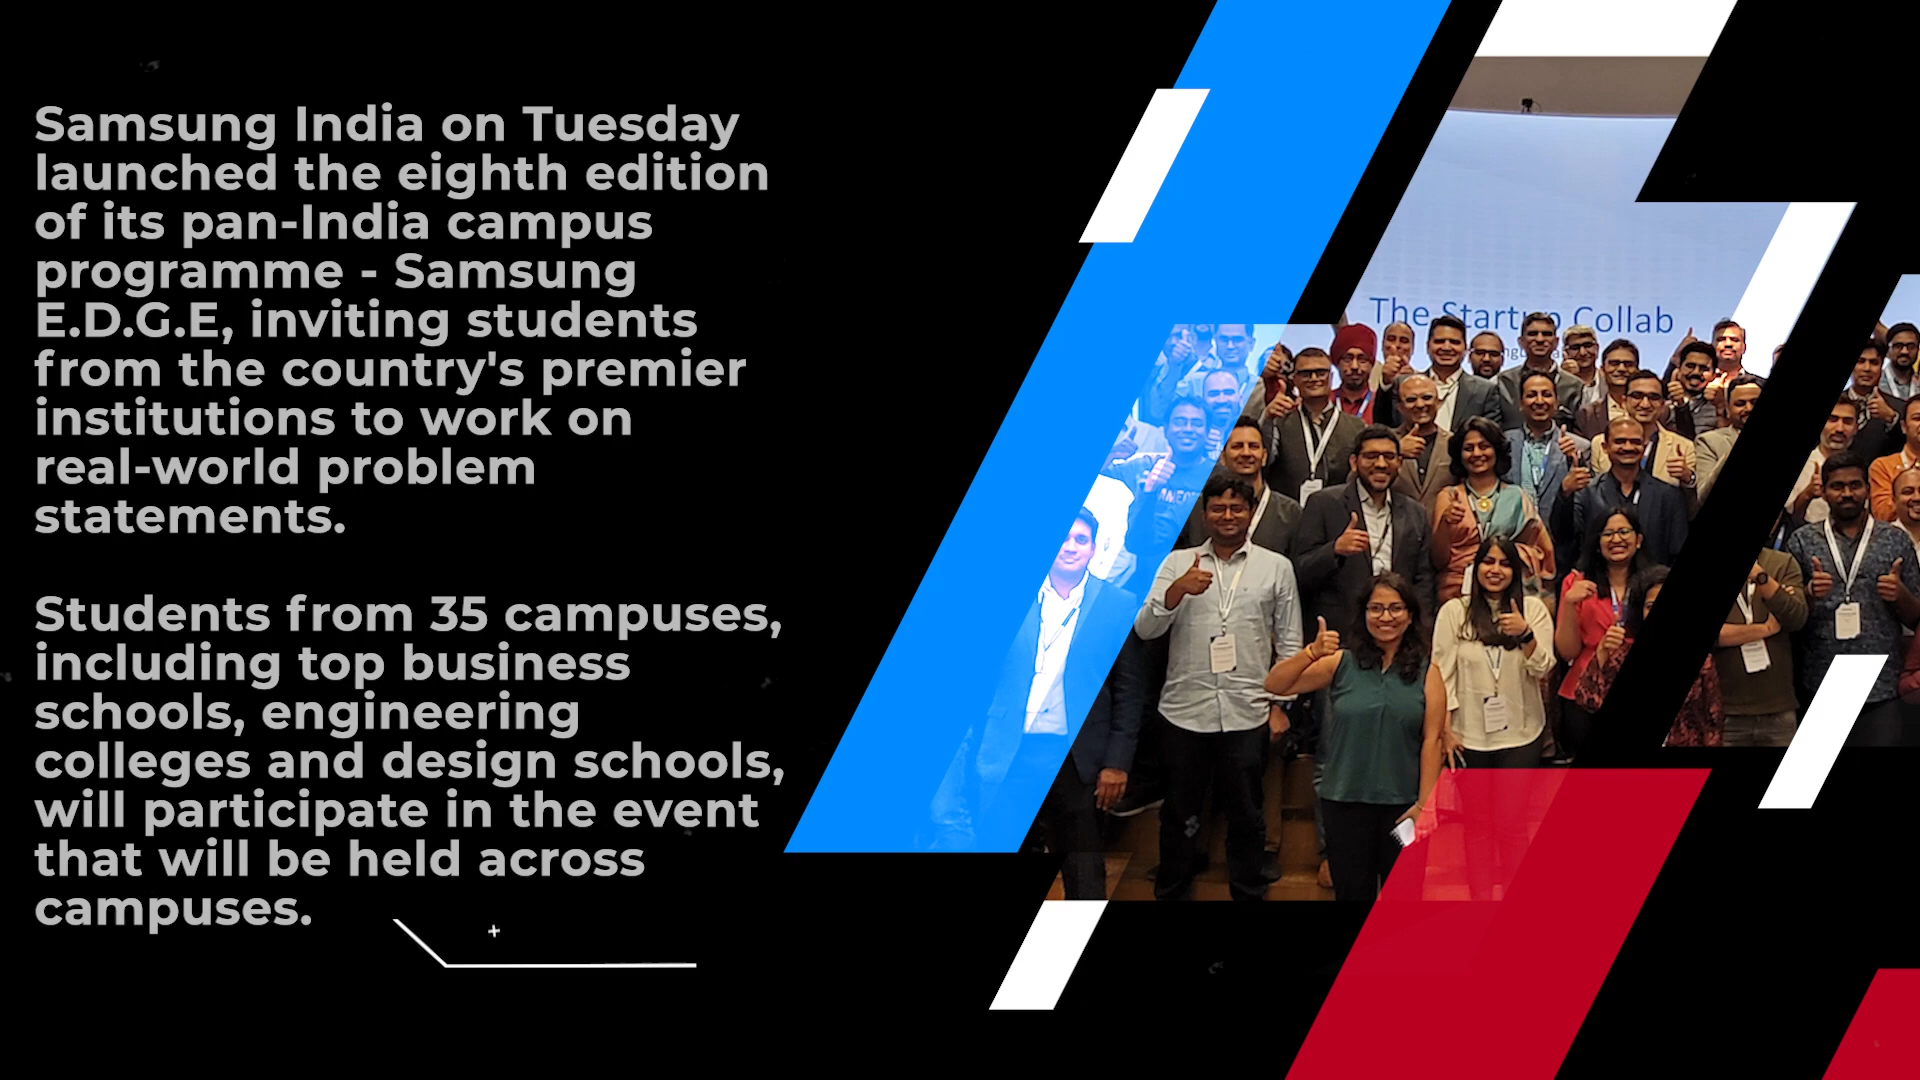 Samsung India on Tuesday
launched the eighth edition
of its pan-India campus
programme - Samsung
E.D.G.E, inviting students
from the country's premier
institutions to work on
real-world problem
statements.
Students from 35 campuses,
including top business
schools, engineering
colleges and design schools,
will participate in the event
that will be held across
campuses.
The Startup Collab